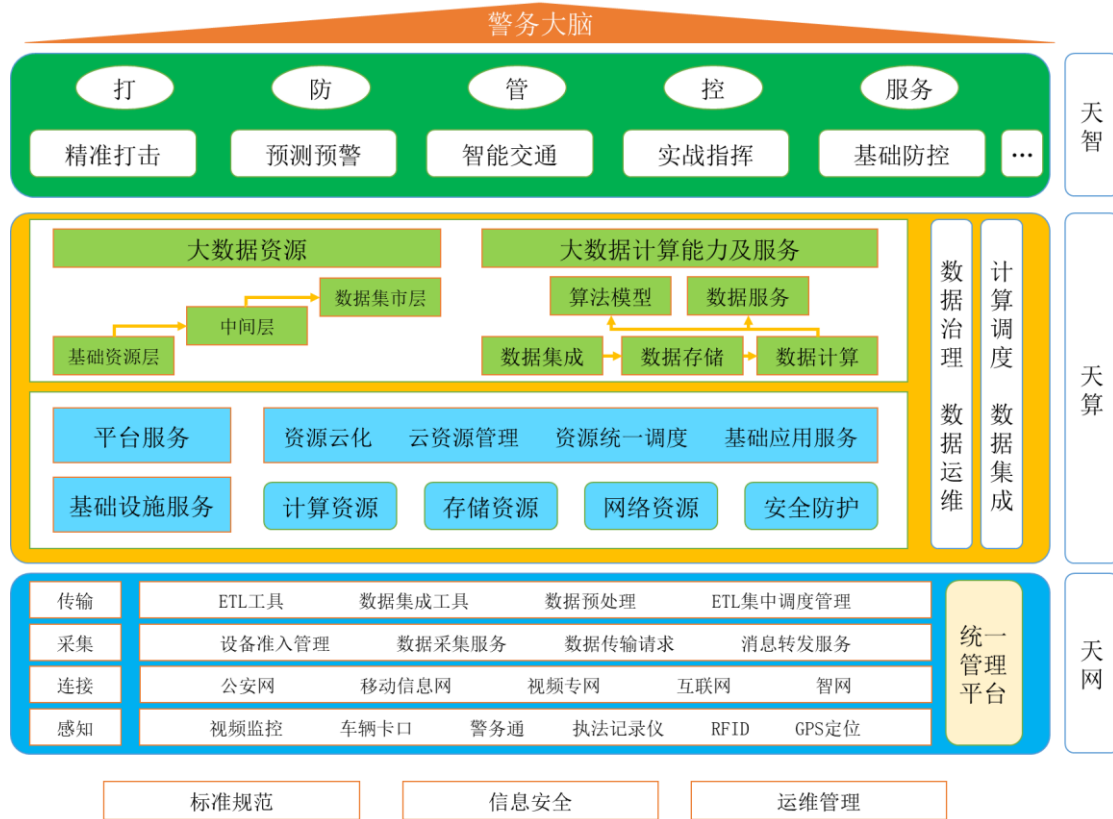 警务大脑
打 防 管 控 服务
精准打击 预测预警 智能交通 实战指挥 基础防控 …
天智
大数据资源 大数据计算能力及服务
数据集市层
中间层
基础资源层
算法模型 数据服务
数据集成 数据存储 数据计算
平台服务 资源云化 云资源管理 资源统一调度 基础应用服务
基础设施服务 计算资源 存储资源 网络资源 安全防护
数据治理 数据运维
计算调度 数据集成
天算
传输 ETL工具 数据集成工具 数据预处理 ETL集中调度管理
采集 设备准入管理 数据采集服务 数据传输请求 消息转发服务
连接 公安网 移动信息网 视频专网 互联网 智网
感知 视频监控 车辆卡口 警务通 执法记录仪 RFID GPS定位
统一
管理
平台
天网
标准规范 信息安全 运维管理